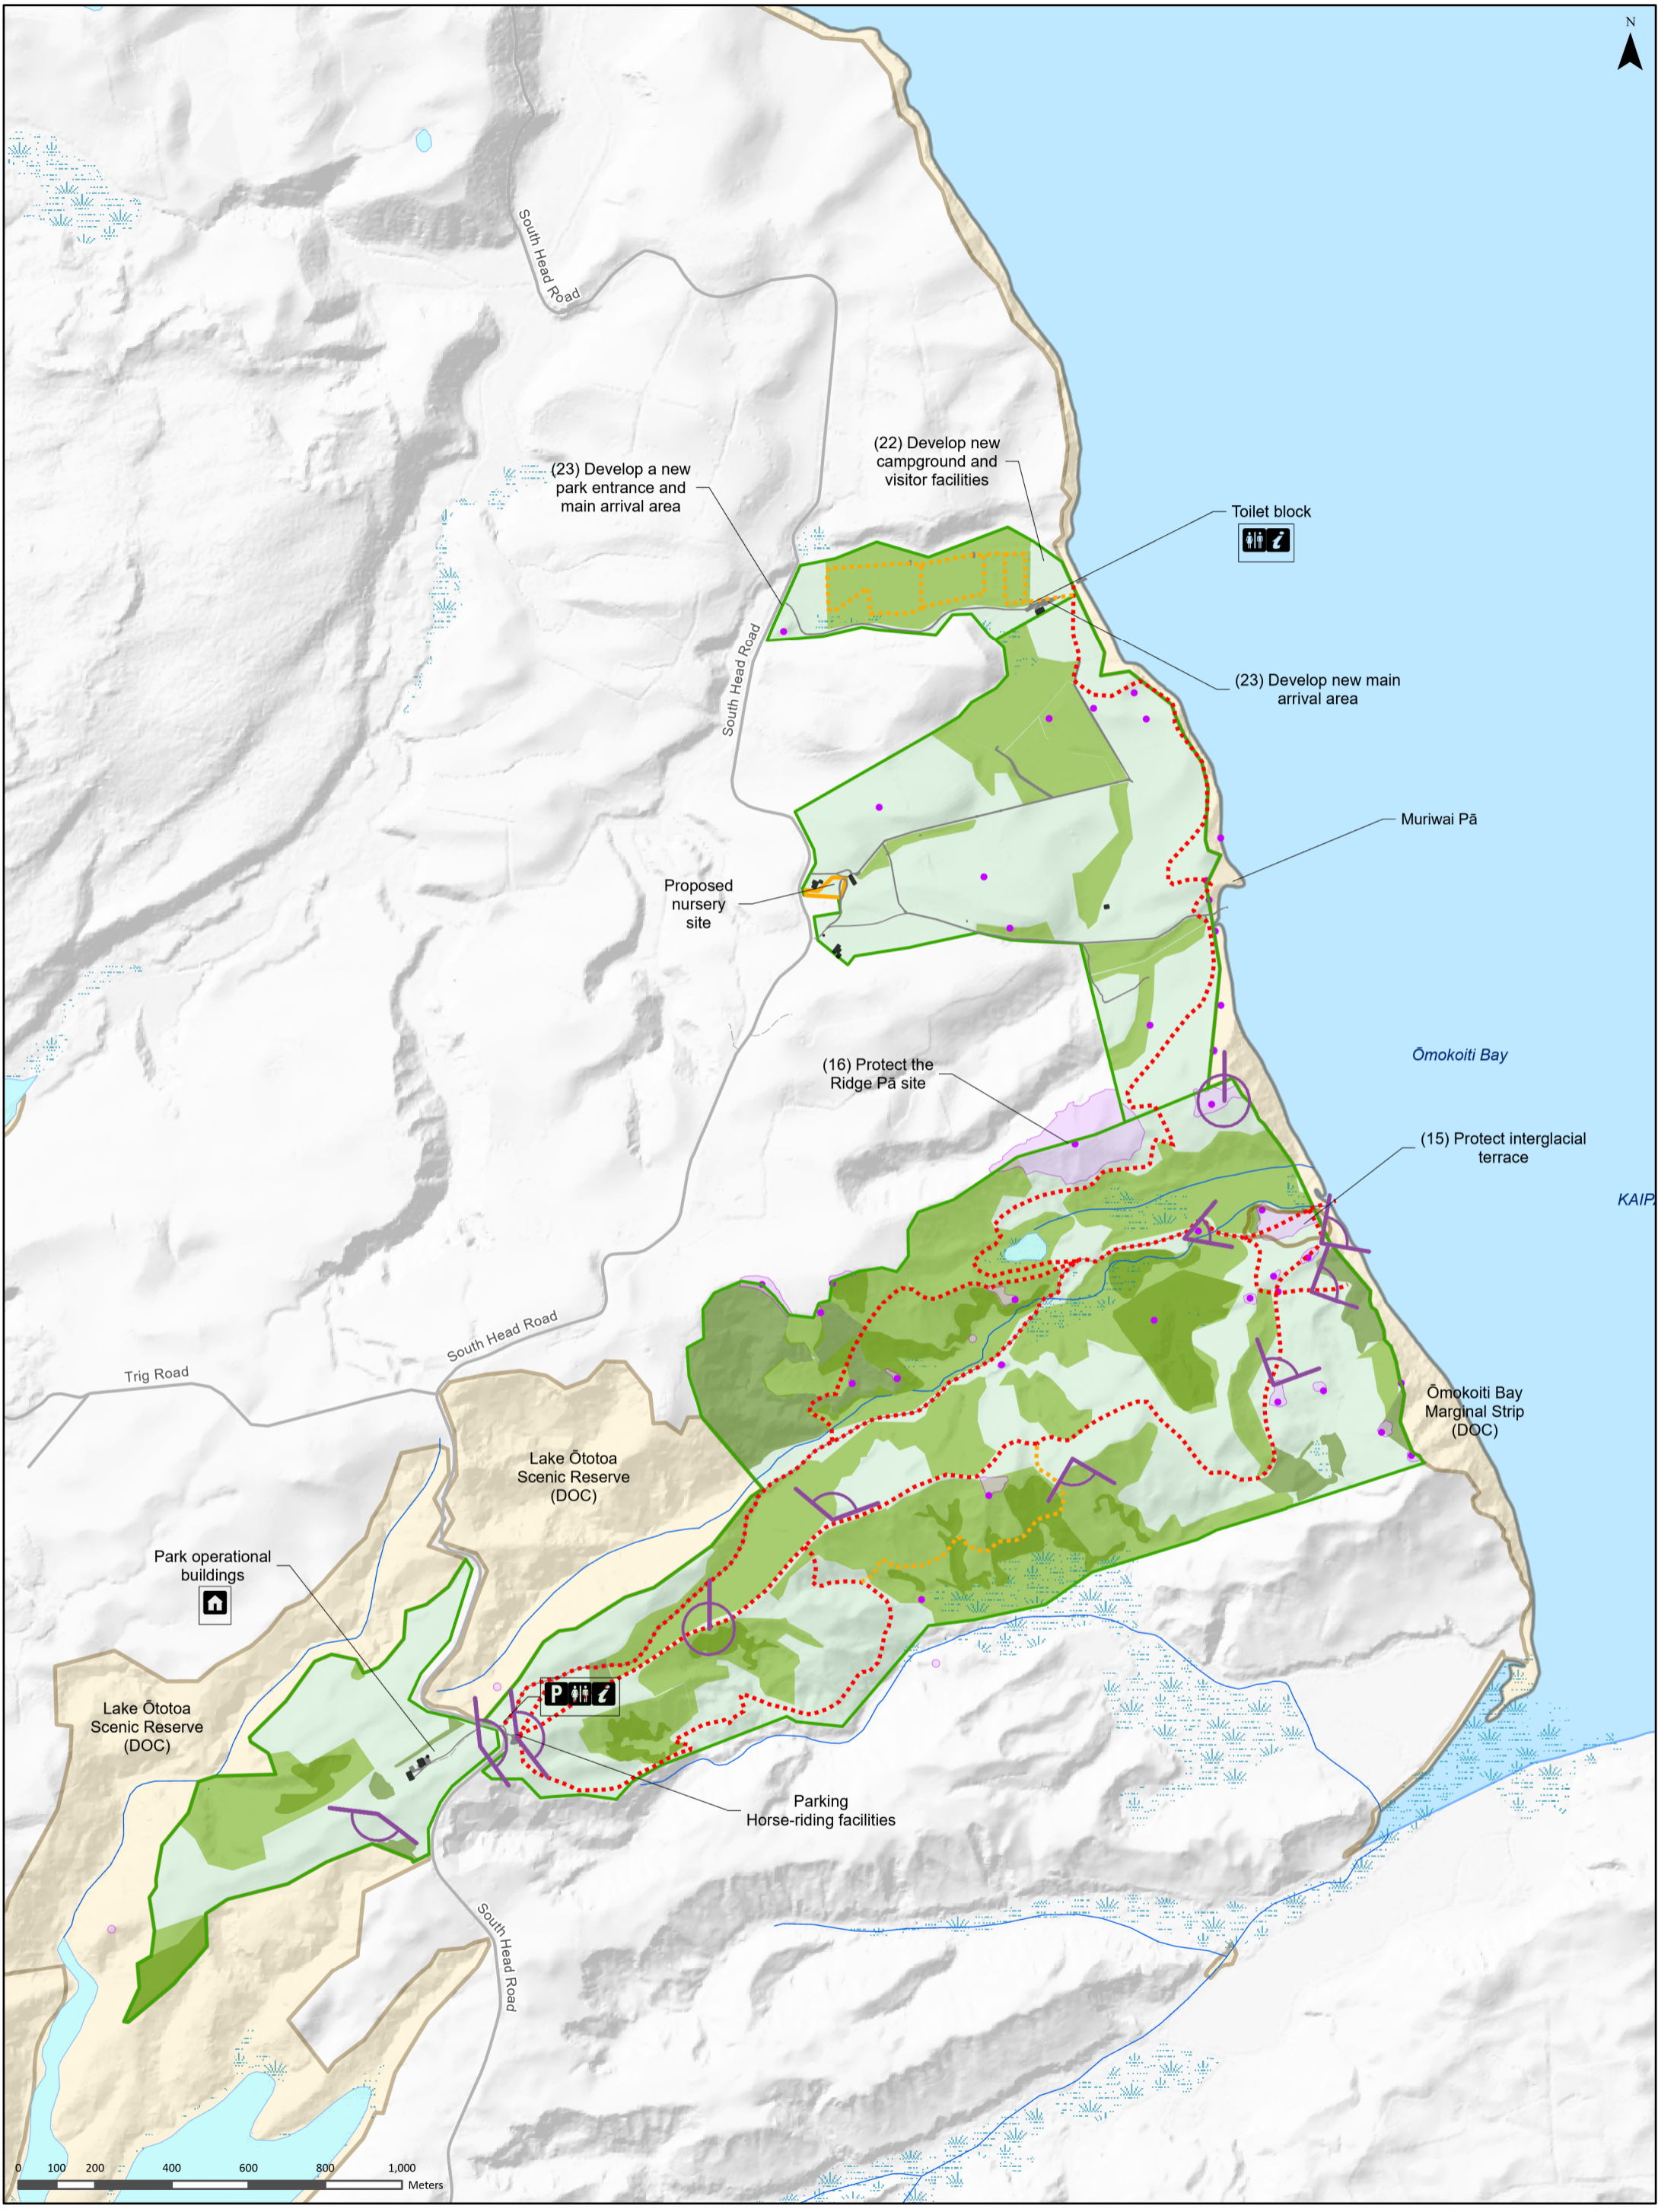 N
South Head Road
(22) Develop new
campground and
visitor facilities
(23) Develop a new
park entrance and
main arrival area
Toilet block
South Head Road
(23) Develop new main
arrival area
Muriwai Pā
Proposed
nursery
site
Ōmokoiti Bay
(16) Protect the
Ridge Pā site
(15) Protect interglacial
terrace
KAIP
South Head Road
Trig Road
Ōmokoiti Bay
Marginal Strip
(DOC)
Lake Ōtotoa
Scenic Reserve
(DOC)
Park operational
buildings
P
Lake Ōtotoa
Scenic Reserve
(DOC)
Parking
Horse-riding facilities
South Head Road
0 100 200 400 600 800 1,000
Meters